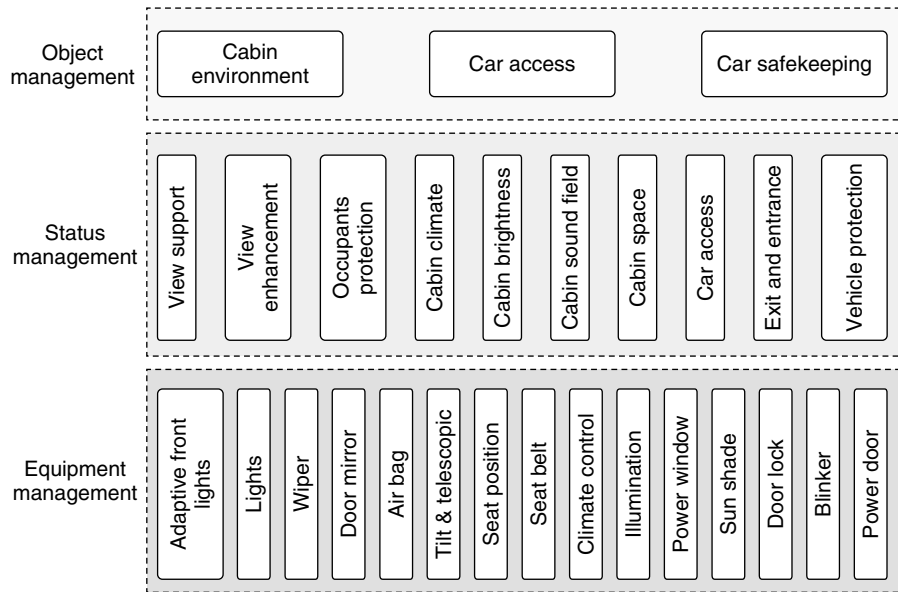 Object
management
Cabin
environment
Car access
Car safekeeping
Status
management
View support
View
enhancement
Occupants
protection
Cabin climate
Cabin brightness
Cabin sound field
Cabin space
Car access
Exit and entrance
Vehicle protection
Equipment
management
Adaptive front
lights
Lights
Wiper
Door mirror
Air bag
Tilt & telescopic
Seat position
Seat belt
Climate control
Illumination
Power window
Sun shade
Door lock
Blinker
Power door